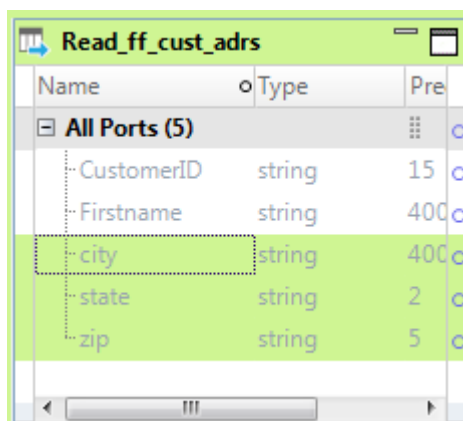 Read_ff_cust_adrs
Name Type Pre
All Ports (5)
CustomerID string 15
Firstname string 400
city string 400
state string 2
zip string 5